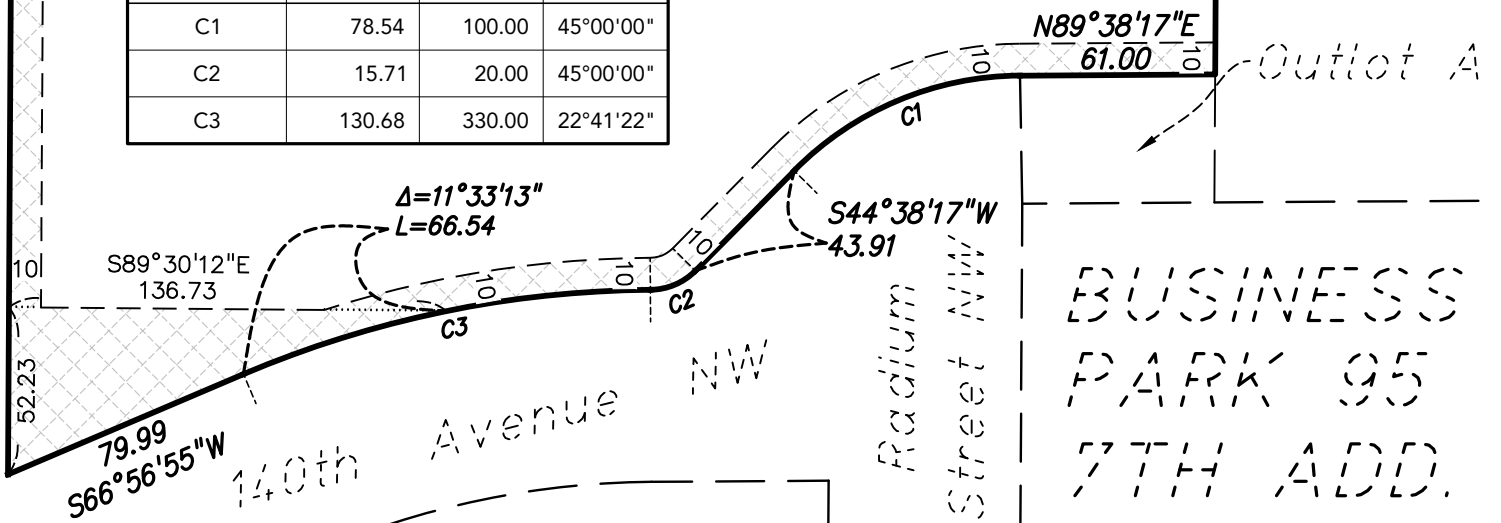 C1 78.54 100.00 45°00'00"
C2 15.71 20.00 45°00'00"
C3 130.68 330.00 22°41'22"
N89°38'17"E
61.00
10
10
Outlot A
C1
Δ=11°33'13"
L=66.54
S44°38'17"W
43.91
10
S89°30'12"E
136.73
10
10
10
C2
C3
52.23
79.99
S66°56'55"W
140th Avenue NW
Radium
Street NW
BUSINESS
PARK 95
7TH ADD.